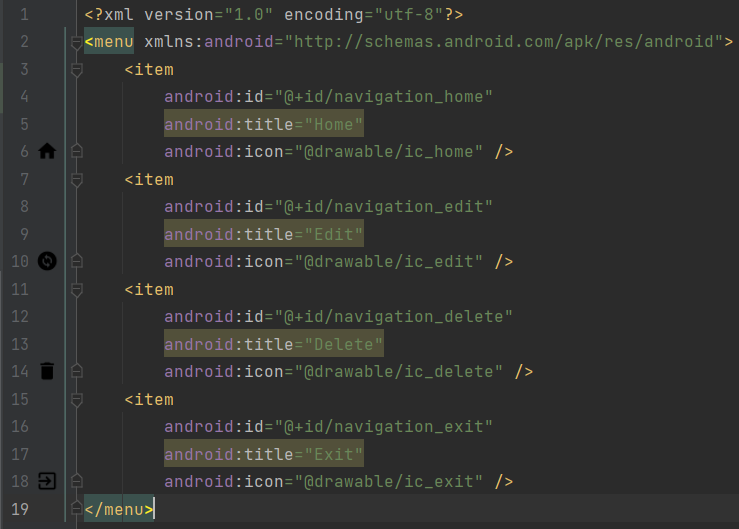 1 <?xml version="1.0" encoding="utf-8"?>
2 <menu xmlns:android="http://schemas.android.com/apk/res/android">
3     <item
4         android:id="@+id/navigation_home"
5         android:title="Home"
6         android:icon="@drawable/ic_home" />
7     <item
8         android:id="@+id/navigation_edit"
9         android:title="Edit"
10         android:icon="@drawable/ic_edit" />
11     <item
12         android:id="@+id/navigation_delete"
13         android:title="Delete"
14         android:icon="@drawable/ic_delete" />
15     <item
16         android:id="@+id/navigation_exit"
17         android:title="Exit"
18         android:icon="@drawable/ic_exit" />
19 </menu>